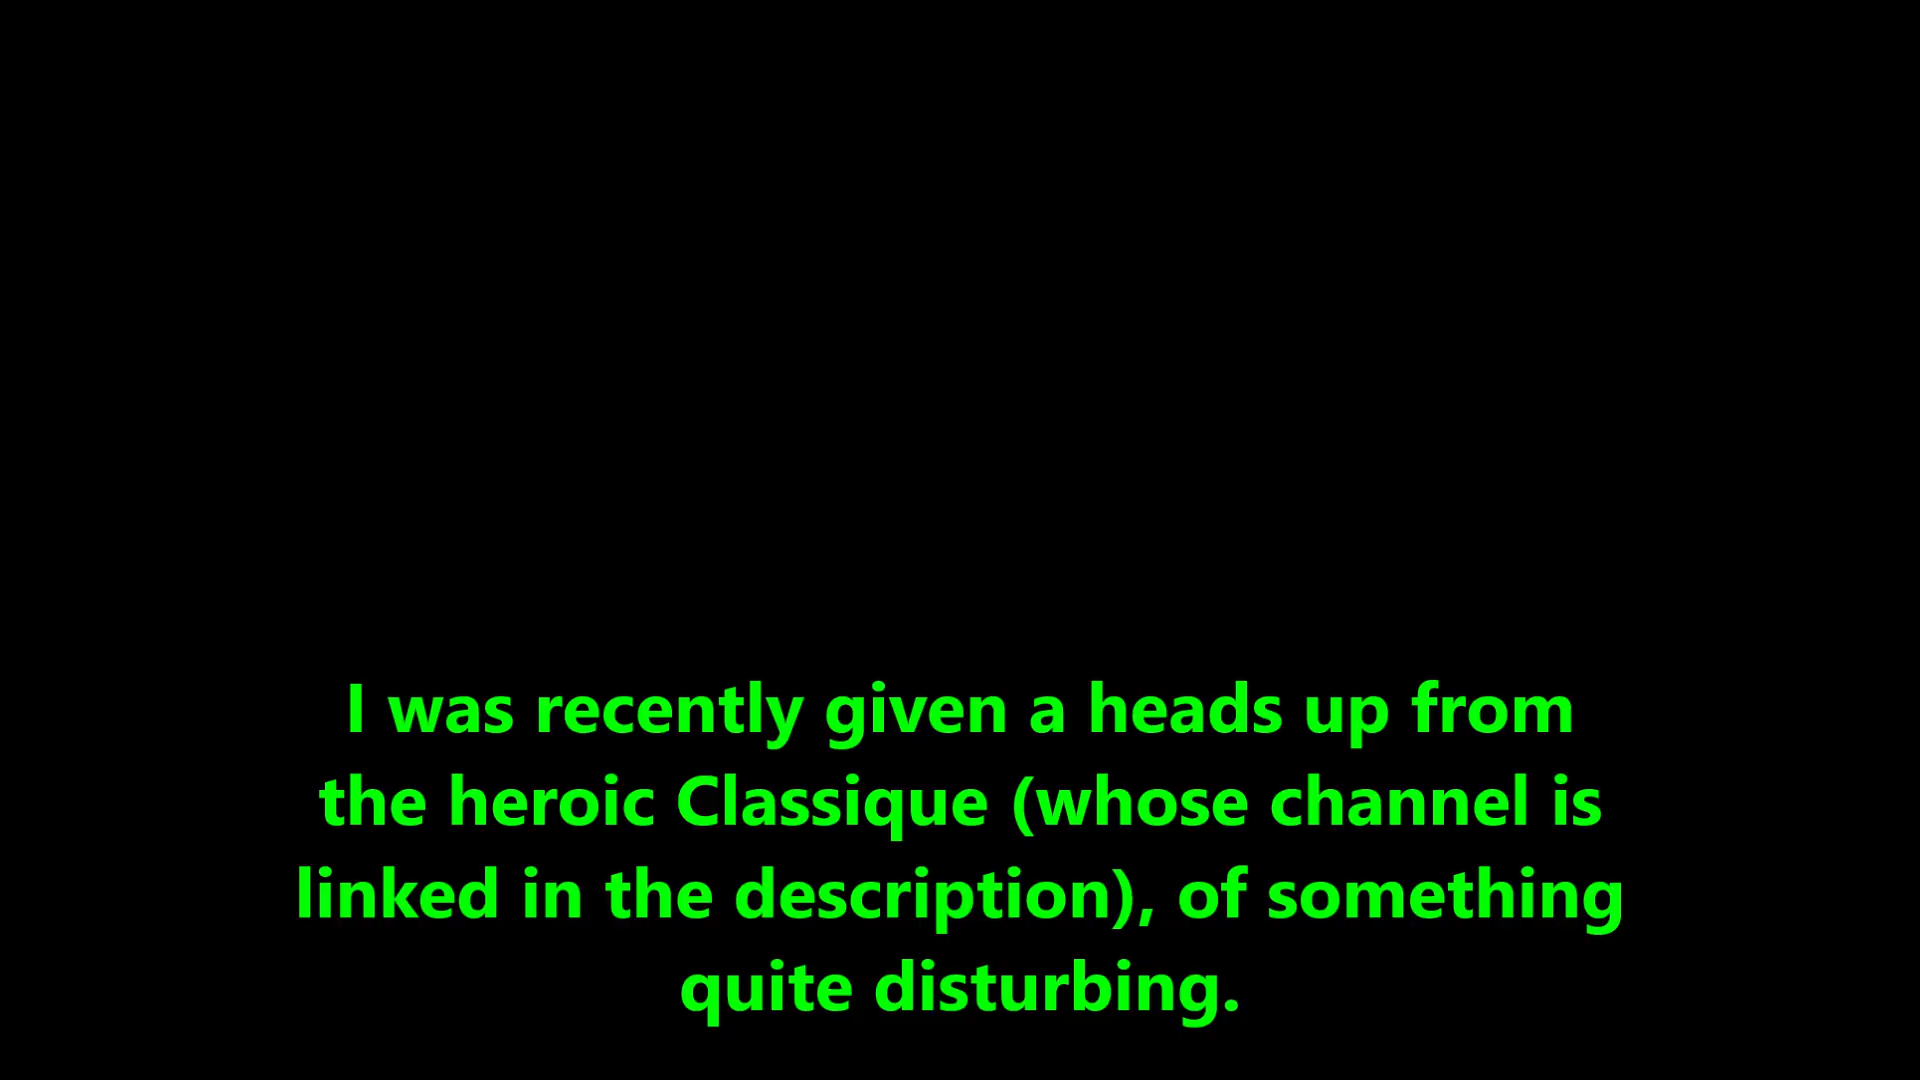 I was recently given a heads up from
the heroic Classique (whose channel is
linked in the description), of something
quite disturbing.